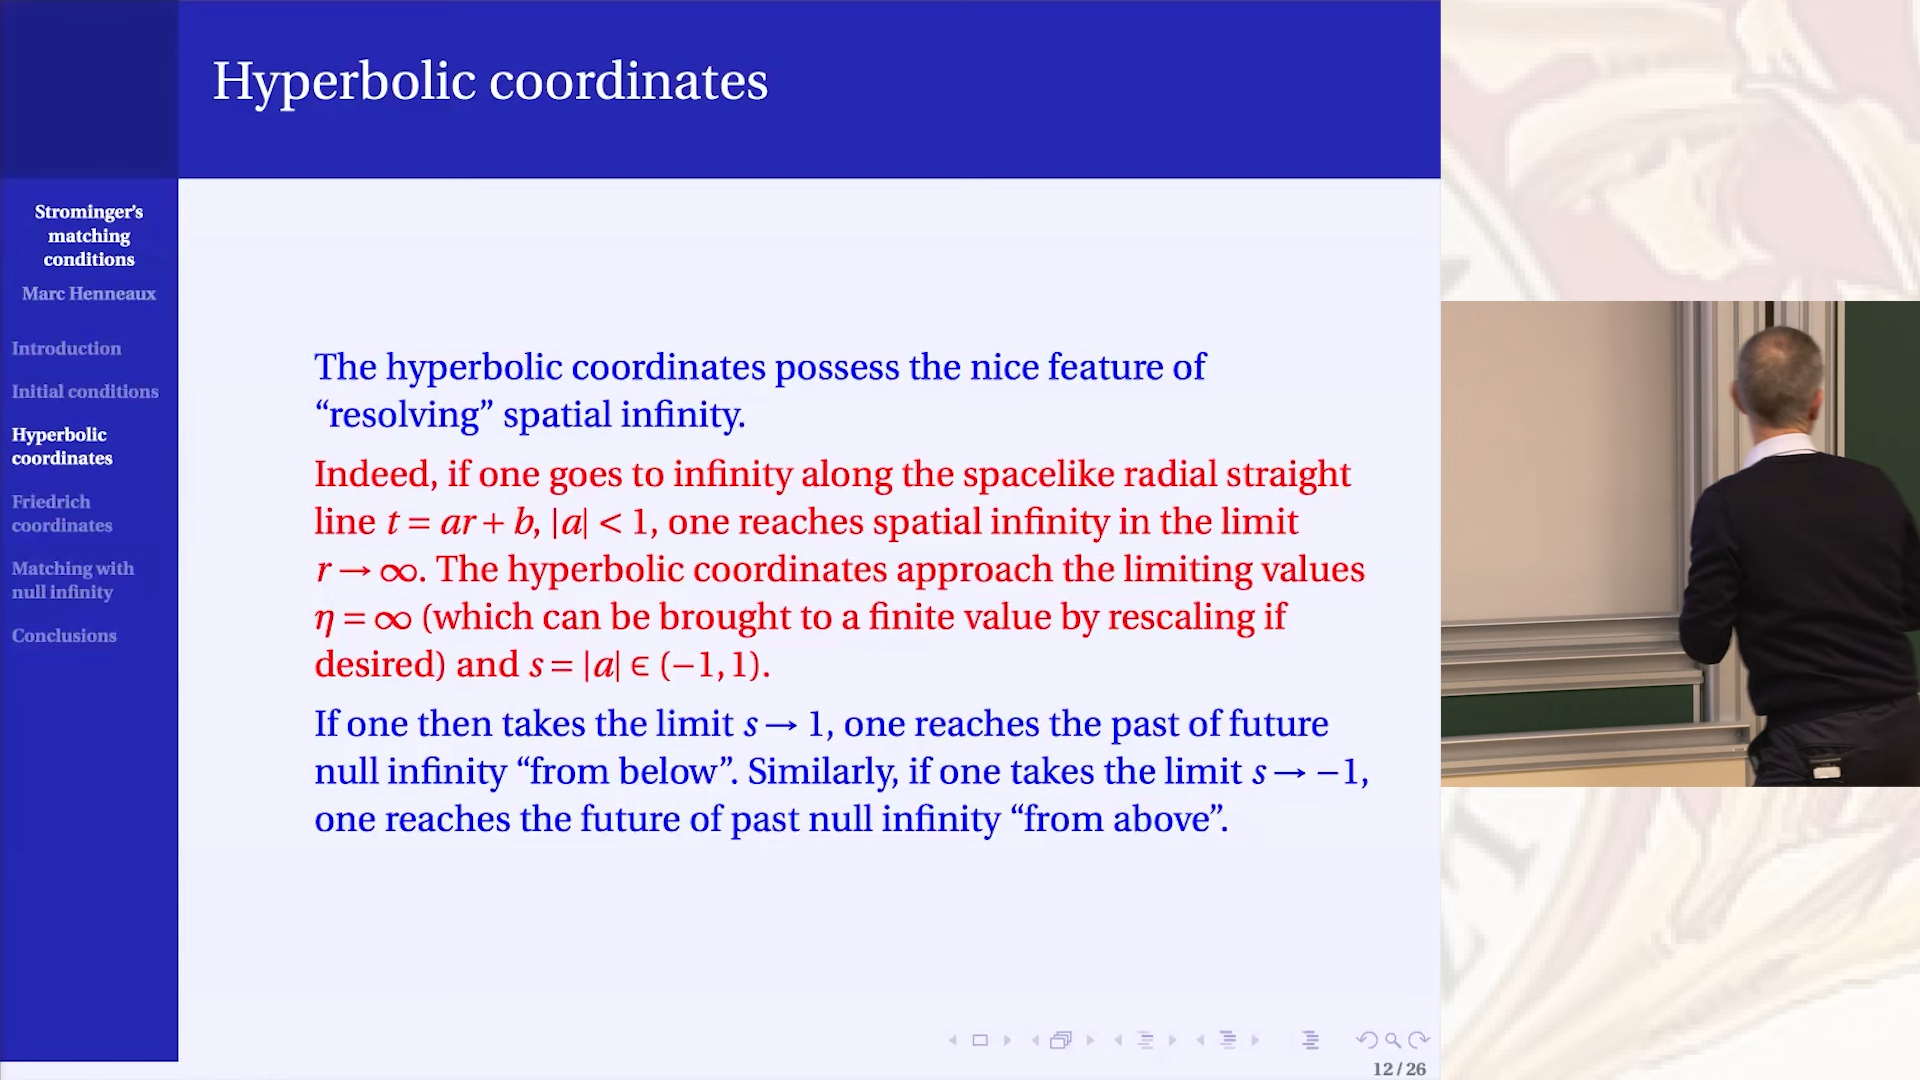 Hyperbolic coordinates
Strominger’s
matching
conditions
Marc Henneaux
Introduction
Initial conditions
Hyperbolic
coordinates
Friedrich
coordinates
Matching with
null infinity
Conclusions
The hyperbolic coordinates possess the nice feature of
“resolving” spatial infinity.
Indeed, if one goes to infinity along the spacelike radial straight
line t = ar + b, |a| < 1, one reaches spatial infinity in the limit
r → ∞. The hyperbolic coordinates approach the limiting values
η = ∞ (which can be brought to a finite value by rescaling if
desired) and s = |a| ∈ (−1, 1).
If one then takes the limit s → 1, one reaches the past of future
null infinity “from below”. Similarly, if one takes the limit s → −1,
one reaches the future of past null infinity “from above”.
12 / 26